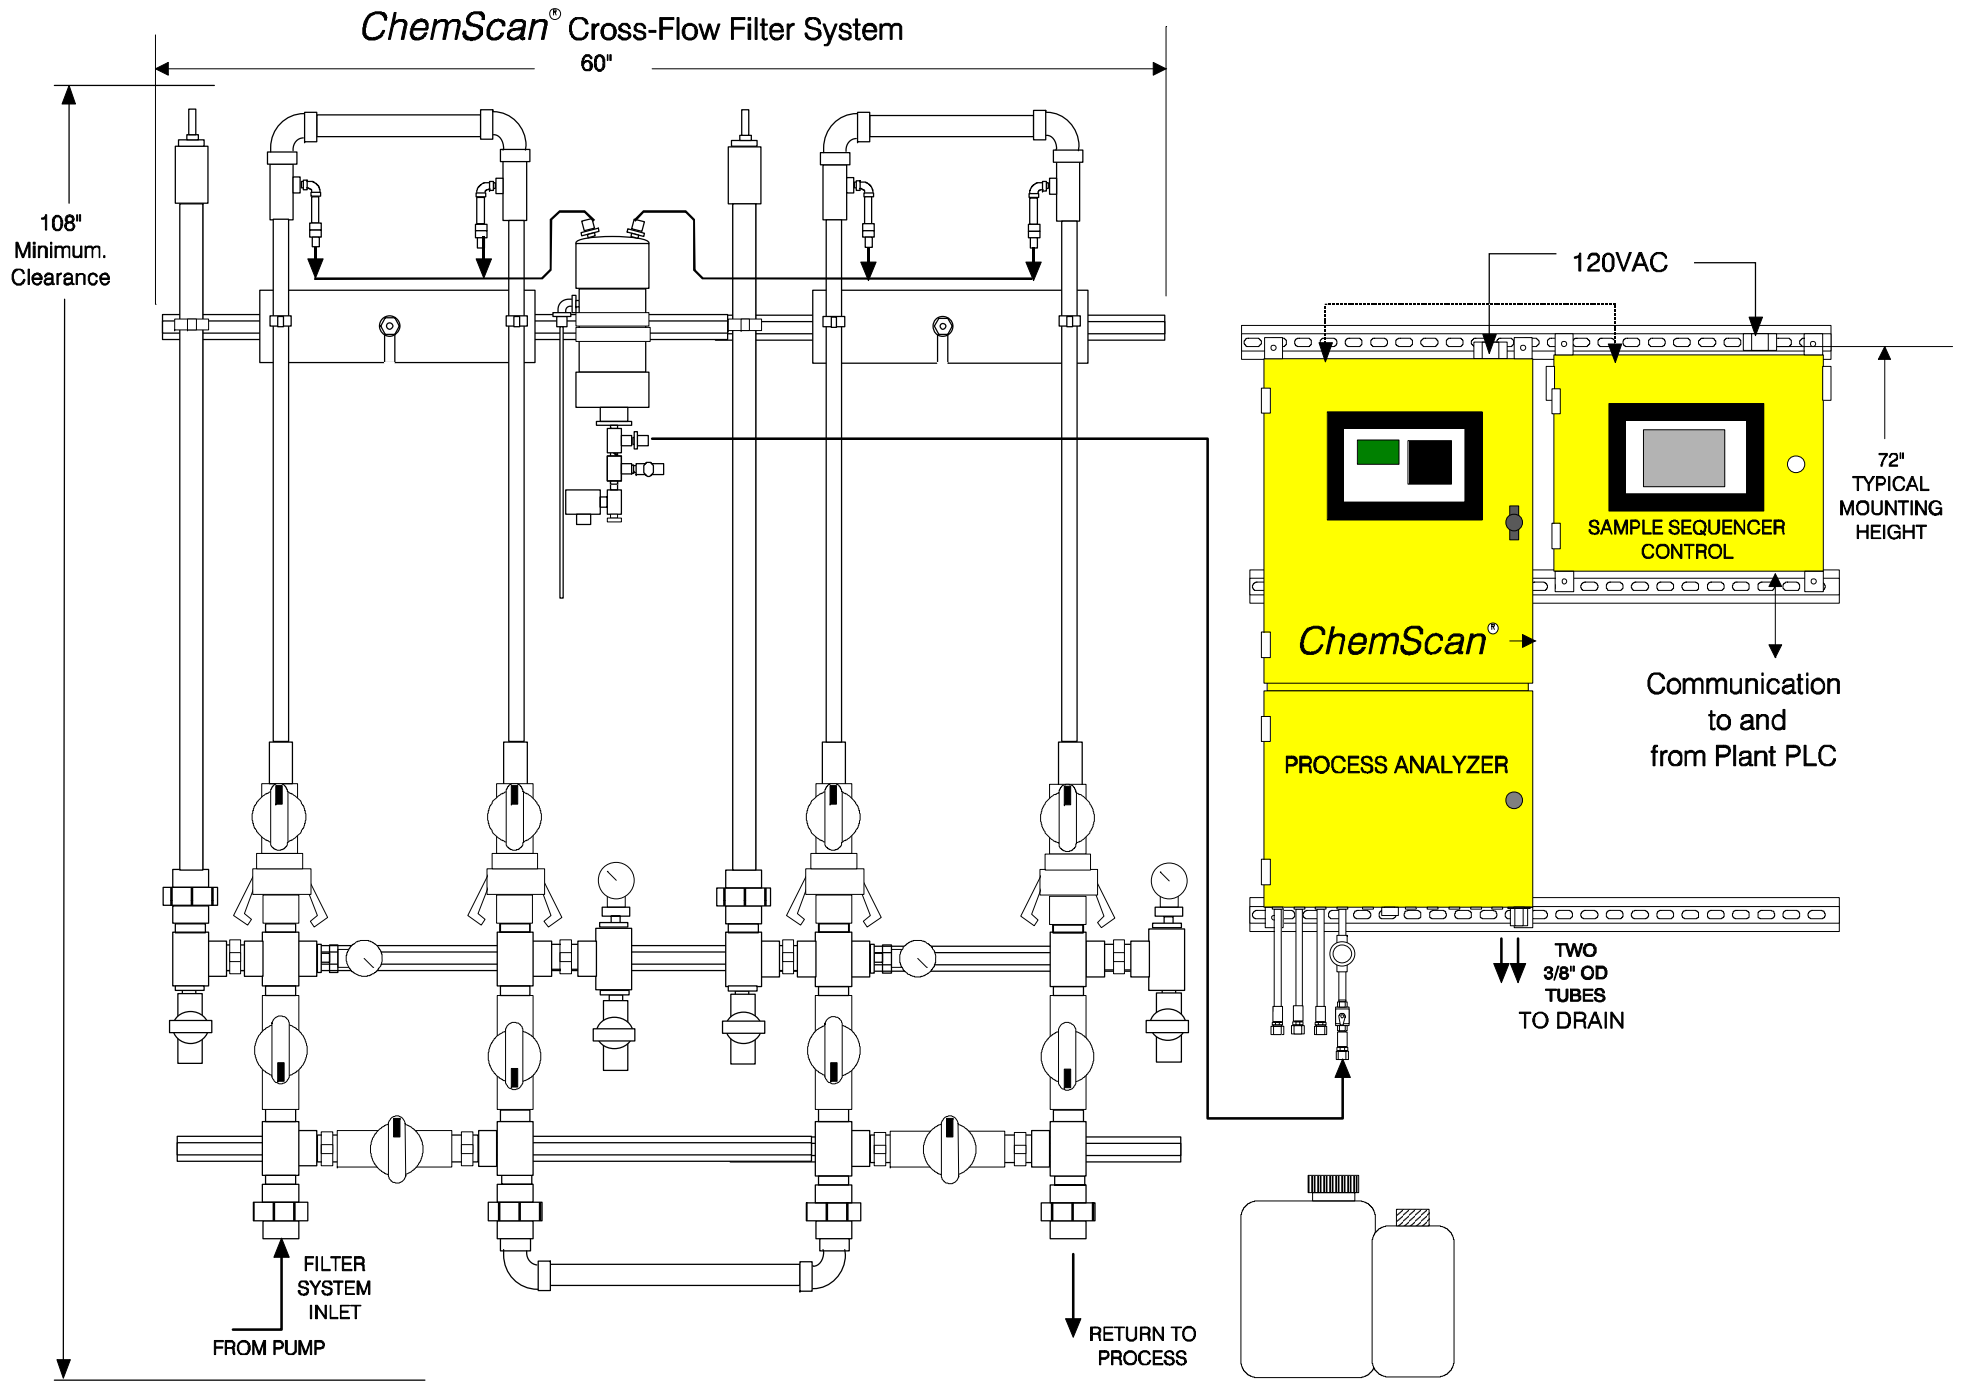 ChemScan® Cross-Flow Filter System
60"
108"
Minimum.
Clearance
120VAC
72"
TYPICAL
MOUNTING
HEIGHT
SAMPLE SEQUENCER
CONTROL
ChemScan®
Communication
to and
from Plant PLC
PROCESS ANALYZER
TWO
3/8" OD
TUBES
TO DRAIN
FILTER
SYSTEM
INLET
FROM PUMP
RETURN TO
PROCESS